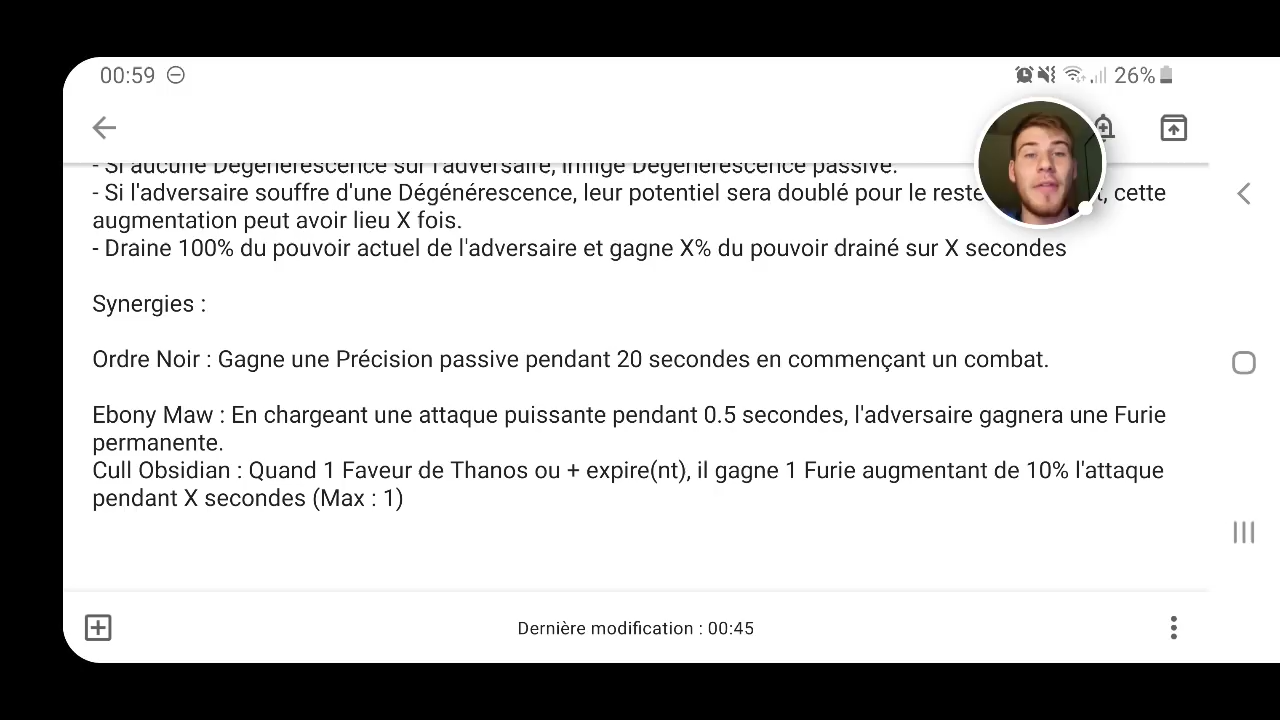 00:59
26%
- Si aucune Dégénérescence sur l'adversaire, inflige Dégénérescence passive.
- Si l'adversaire souffre d'une Dégénérescence, leur potentiel sera doublé pour le reste t, cette
augmentation peut avoir lieu X fois.
- Draine 100% du pouvoir actuel de l'adversaire et gagne X% du pouvoir drainé sur X secondes
Synergies :
Ordre Noir : Gagne une Précision passive pendant 20 secondes en commençant un combat.
Ebony Maw : En chargeant une attaque puissante pendant 0.5 secondes, l'adversaire gagnera une Furie
permanente.
Cull Obsidian : Quand 1 Faveur de Thanos ou + expire(nt), il gagne 1 Furie augmentant de 10% l'attaque
pendant X secondes (Max : 1)
Dernière modification : 00:45